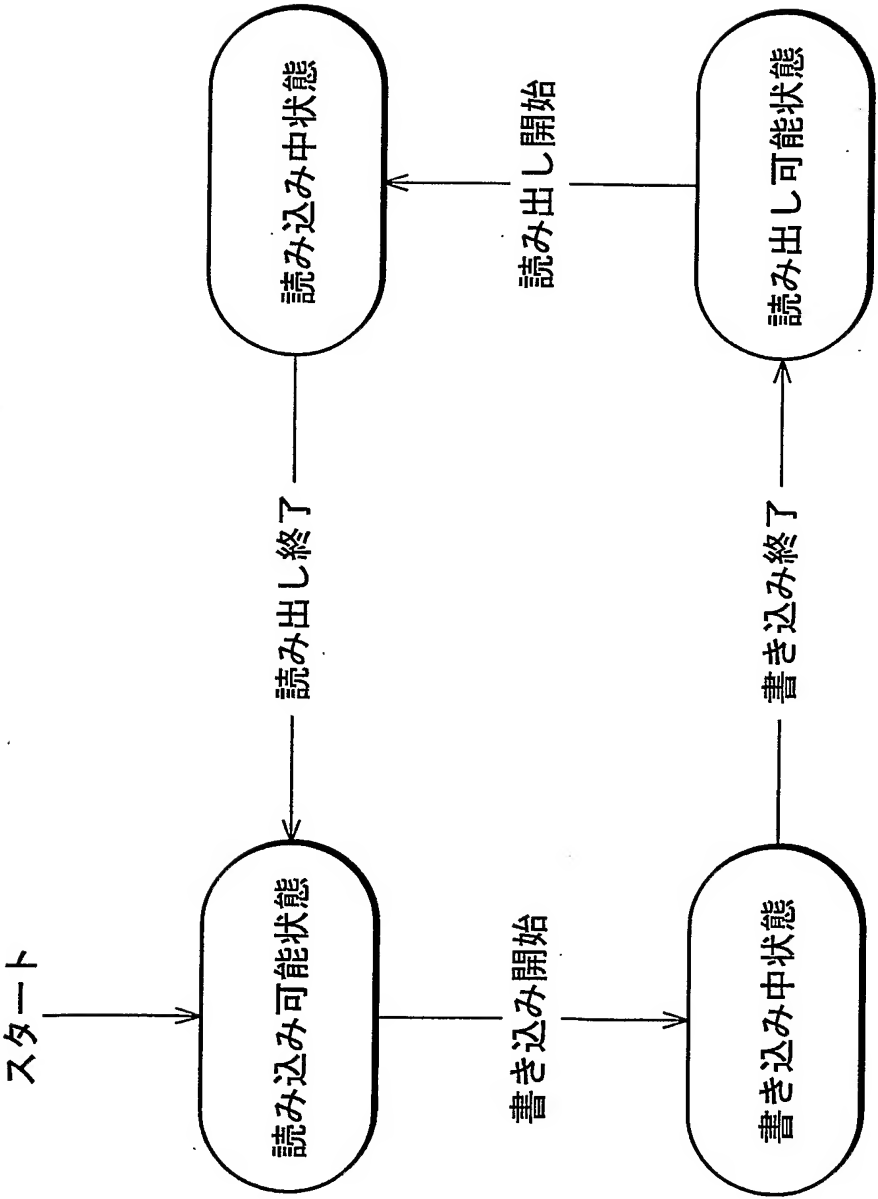 スタート
読み込み可能状態
書き込み開始
書き込み中状態
書き込み終了
読み出し可能状態
読み出し開始
読み込み中状態
読み出し終了